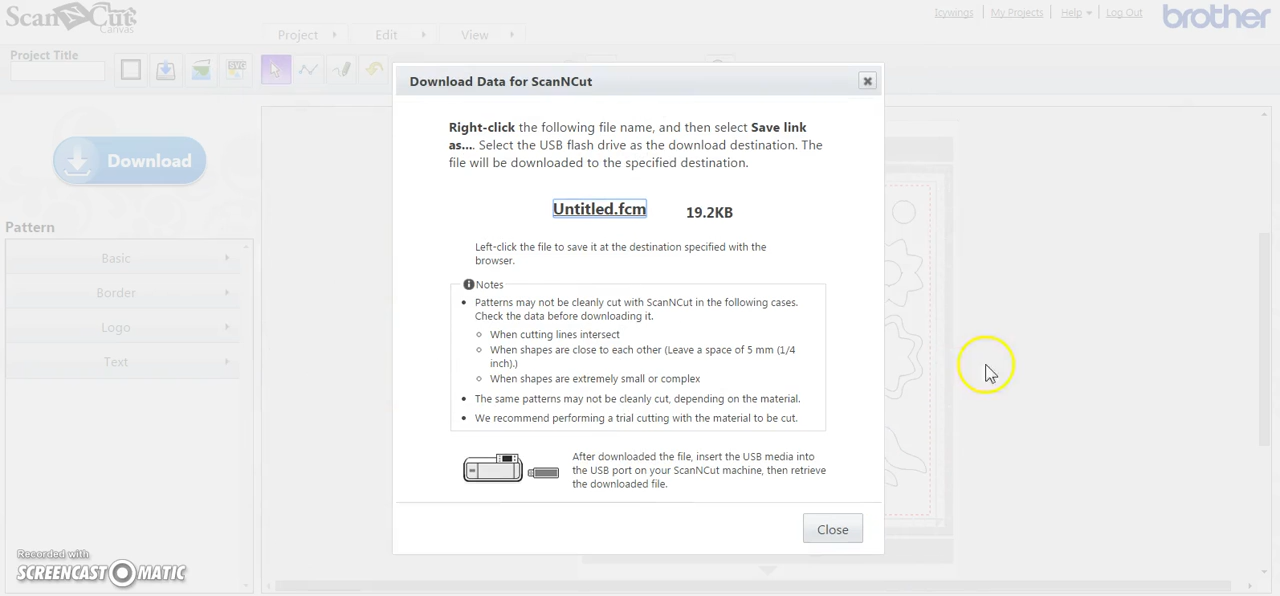 ScanNCut
Canvas
Icywings | My Projects | Help | Log Out
brother
Project Edit View
Project Title
Download
Pattern
Basic
Border
Logo
Text
Download Data for ScanNCut
Right-click the following file name, and then select Save link
as.... Select the USB flash drive as the download destination. The
file will be downloaded to the specified destination.
Untitled.fcm 19.2KB
Left-click the file to save it at the destination specified with the
browser.
Notes
Patterns may not be cleanly cut with ScanNCut in the following cases.
Check the data before downloading it.
When cutting lines intersect
When shapes are close to each other (Leave a space of 5 mm (1/4
inch).)
When shapes are extremely small or complex
The same patterns may not be cleanly cut, depending on the material.
We recommend performing a trial cutting with the material to be cut.
After downloaded the file, insert the USB media into
the USB port on your ScanNCut machine, then retrieve
the downloaded file.
Close
Recorded with
SCREENCAST O MATIC